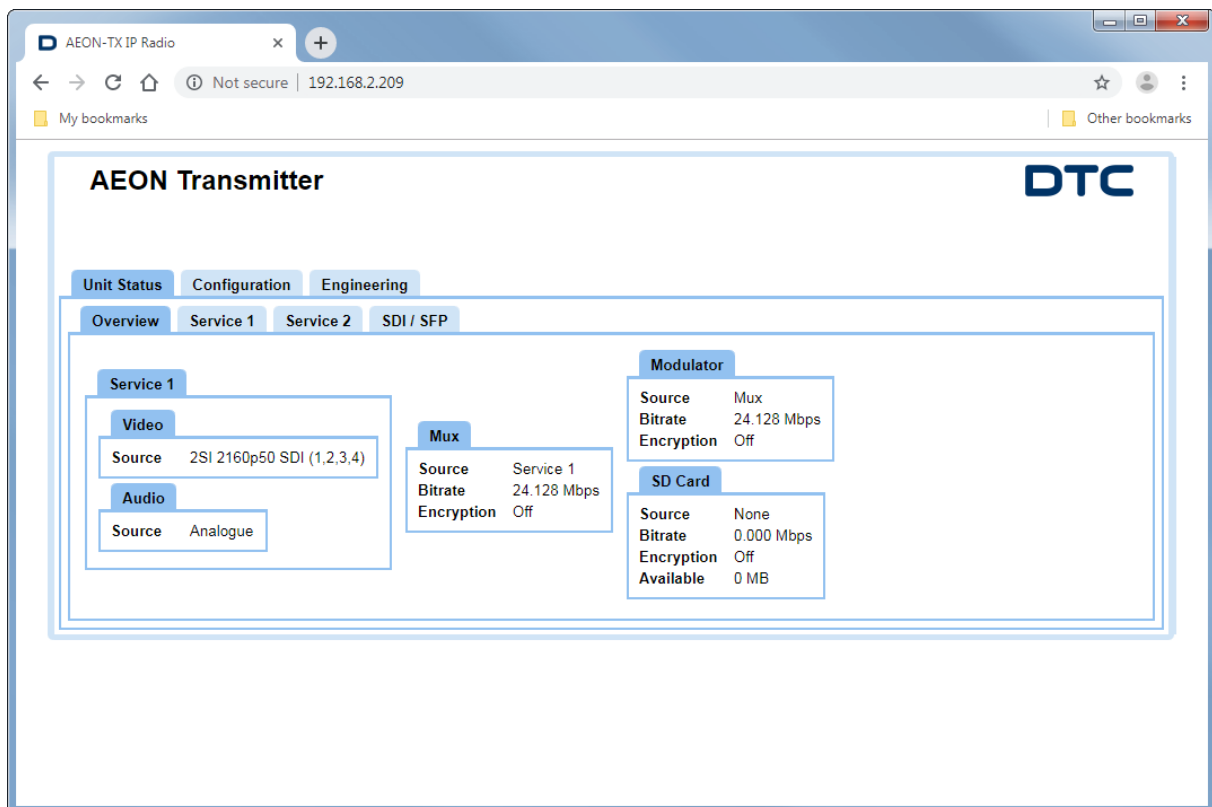 AEON-TX IP Radio
Not secure | 192.168.2.209
My bookmarks
Other bookmarks
AEON Transmitter
DTC
Unit Status Configuration Engineering
Overview Service 1 Service 2 SDI / SFP
Service 1
Video
Source 2SI 2160p50 SDI (1,2,3,4)
Audio
Source Analogue
Mux
Source Service 1
Bitrate 24.128 Mbps
Encryption Off
Modulator
Source Mux
Bitrate 24.128 Mbps
Encryption Off
SD Card
Source None
Bitrate 0.000 Mbps
Encryption Off
Available 0 MB